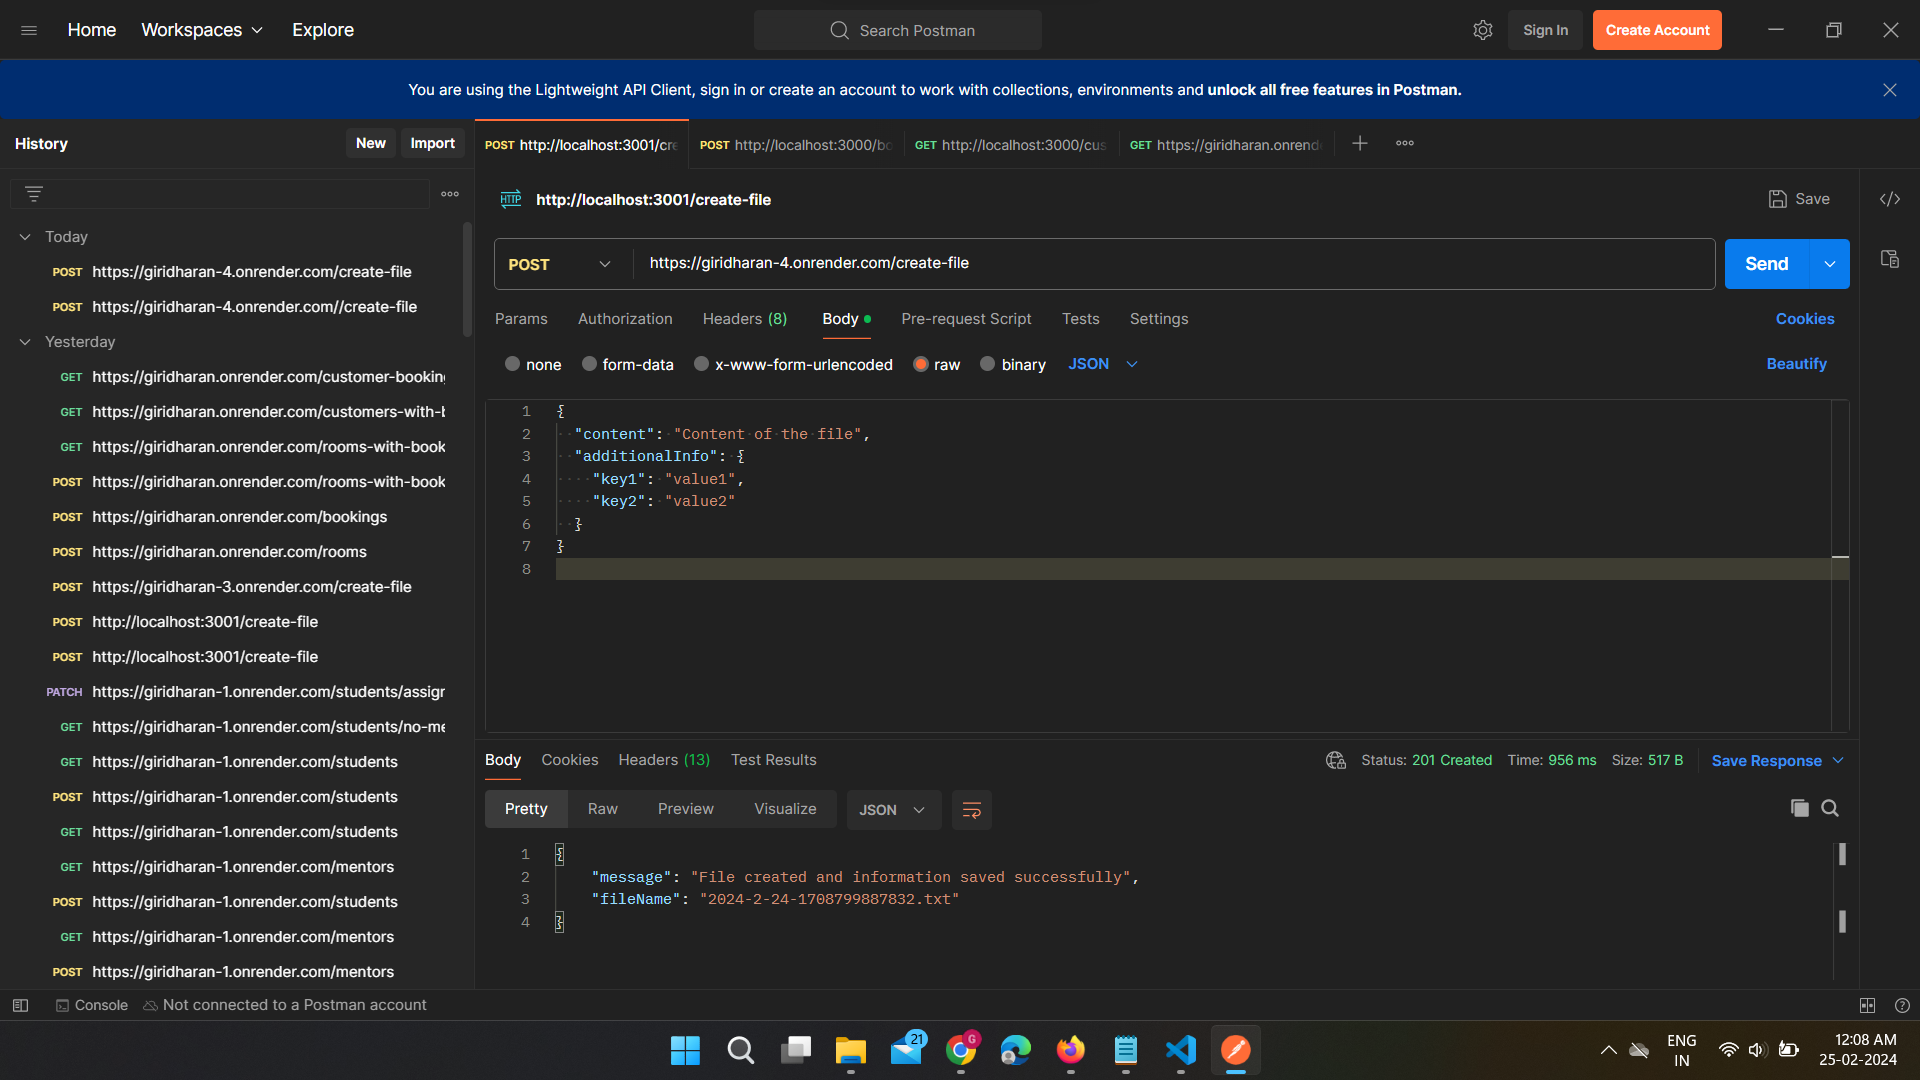 Home Workspaces Explore Search Postman Sign In Create Account
You are using the Lightweight API Client, sign in or create an account to work with collections, environments and unlock all free features in Postman.
History New Import
POST http://localhost:3001/cre POST http://localhost:3000/bo GET http://localhost:3000/cus GET https://giridharan.onrende
HTTP http://localhost:3001/create-file Save
Today
POST https://giridharan-4.onrender.com/create-file
POST https://giridharan-4.onrender.com//create-file
Yesterday
GET https://giridharan.onrender.com/customer-booking
GET https://giridharan.onrender.com/customers-with-b
GET https://giridharan.onrender.com/rooms-with-book
POST https://giridharan.onrender.com/rooms-with-book
POST https://giridharan.onrender.com/bookings
POST https://giridharan.onrender.com/rooms
POST https://giridharan-3.onrender.com/create-file
POST http://localhost:3001/create-file
POST http://localhost:3001/create-file
PATCH https://giridharan-1.onrender.com/students/assign
GET https://giridharan-1.onrender.com/students/no-me
GET https://giridharan-1.onrender.com/students
POST https://giridharan-1.onrender.com/students
GET https://giridharan-1.onrender.com/students
GET https://giridharan-1.onrender.com/mentors
POST https://giridharan-1.onrender.com/students
GET https://giridharan-1.onrender.com/mentors
POST https://giridharan-1.onrender.com/mentors
POST https://giridharan-4.onrender.com/create-file Send
Params Authorization Headers (8) Body Pre-request Script Tests Settings Cookies
none form-data x-www-form-urlencoded raw binary JSON Beautify
1 {
2 "content": "Content of the file",
3 "additionalInfo": {
4 "key1": "value1",
5 "key2": "value2"
6 }
7 }
8
Body Cookies Headers (13) Test Results Status: 201 Created Time: 956 ms Size: 517 B Save Response
Pretty Raw Preview Visualize JSON
1 {
2 "message": "File created and information saved successfully",
3 "fileName": "2024-2-24-1708799887832.txt"
4 }
Console Not connected to a Postman account
21 G ENG IN 12:08 AM
25-02-2024